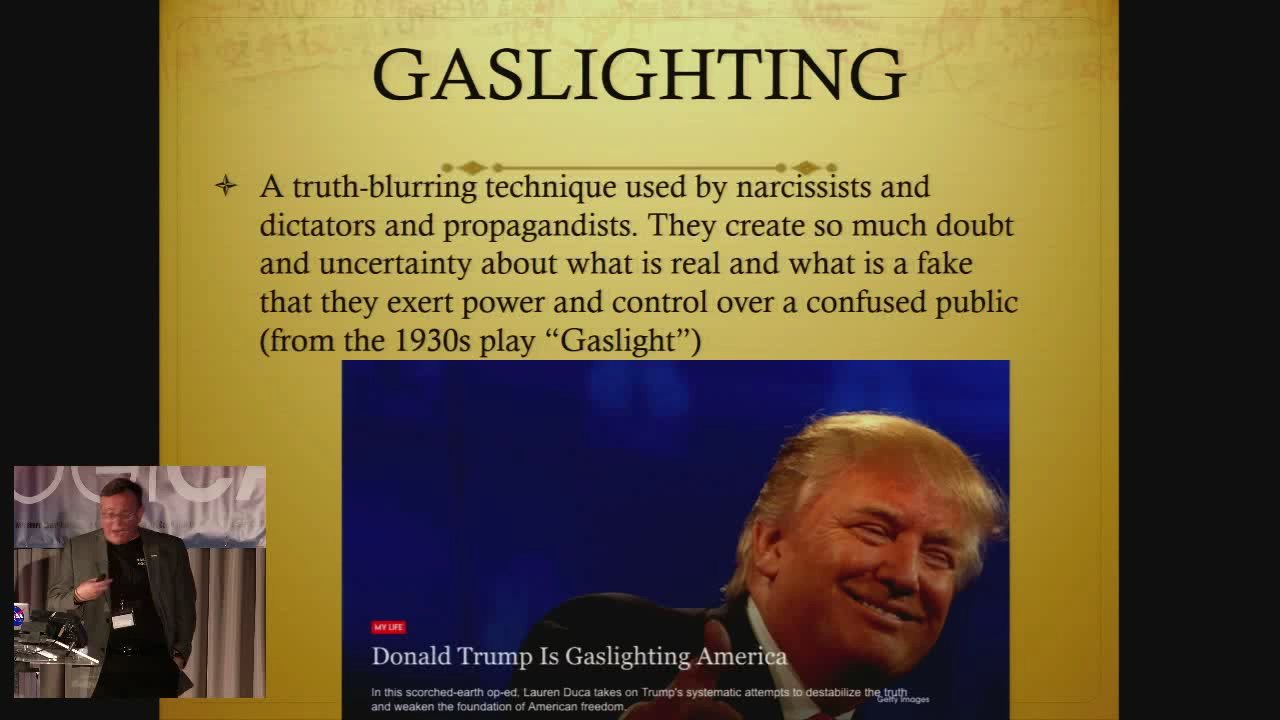 GASLIGHTING
A truth-blurring technique used by narcissists and
dictators and propagandists. They create so much doubt
and uncertainty about what is real and what is a fake
that they exert power and control over a confused public
(from the 1930s play “Gaslight”)
MY LIFE
Donald Trump Is Gaslighting America
In this scorched-earth op-ed, Lauren Duca takes on Trump's systematic attempts to destabilize the truth
and weaken the foundation of American freedom.
Getty Images